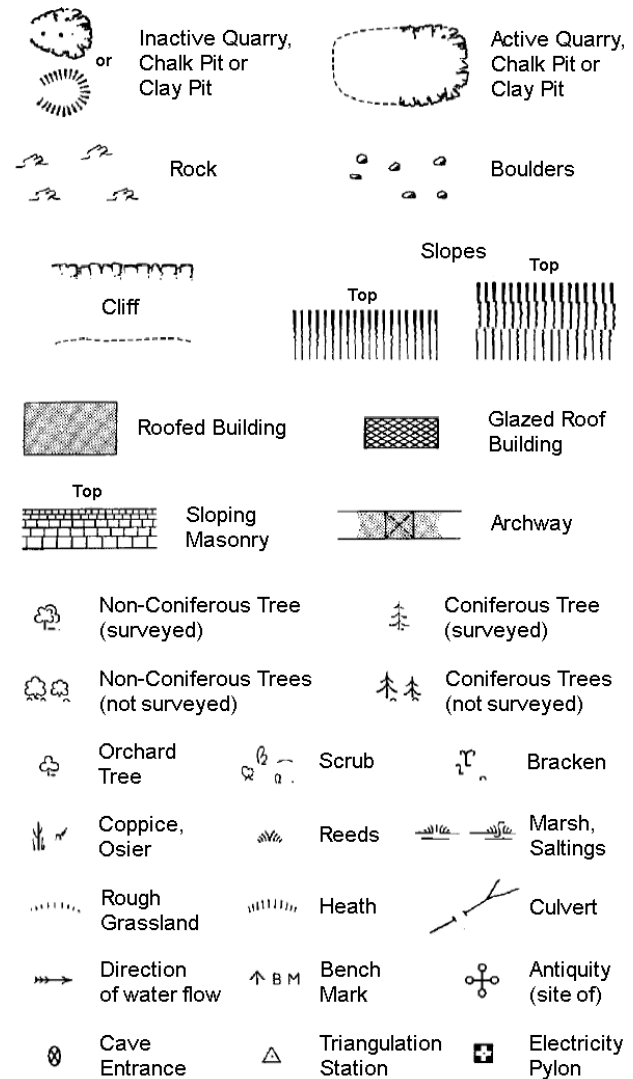 or
Inactive Quarry,
Chalk Pit or
Clay Pit
Active Quarry,
Chalk Pit or
Clay Pit
Rock
Boulders
Cliff
Slopes
Top
Top
Roofed Building
Glazed Roof
Building
Top
Sloping
Masonry
Archway
Non-Coniferous Tree
(surveyed)
Coniferous Tree
(surveyed)
Non-Coniferous Trees
(not surveyed)
Coniferous Trees
(not surveyed)
Orchard
Tree
Scrub
Bracken
Coppice,
Osier
Reeds
Marsh,
Saltings
Rough
Grassland
Heath
Culvert
Direction
of water flow
B M
Bench
Mark
Antiquity
(site of)
Cave
Entrance
Triangulation
Station
Electricity
Pylon